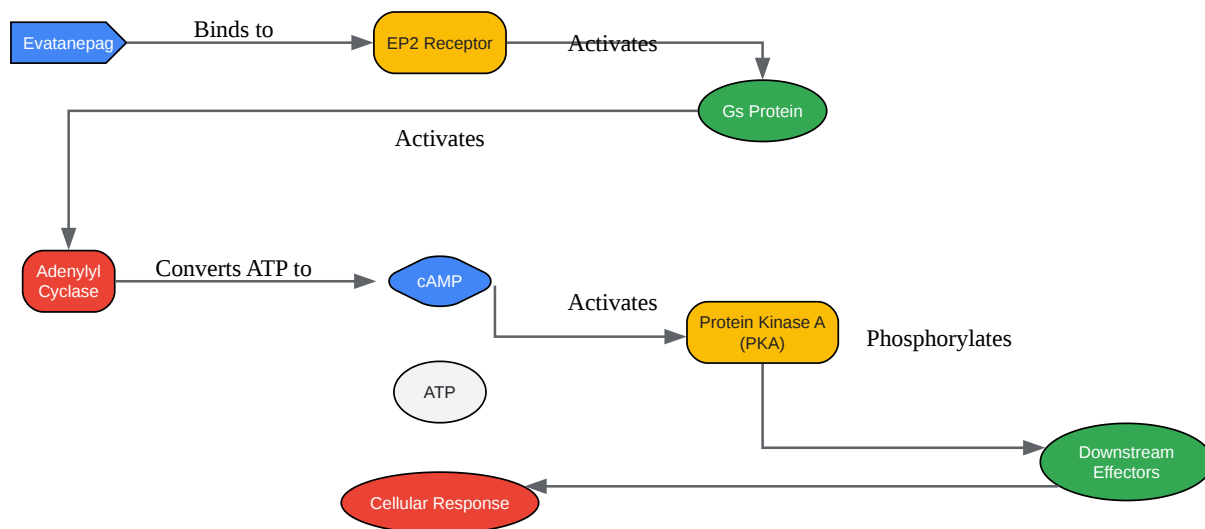 Evatanepag
Binds to
EP2 Receptor
Activates
Gs Protein
Activates
Adenylyl
Cyclase
Converts ATP to
cAMP
Activates
Protein Kinase A
(PKA)
Phosphorylates
ATP
Downstream
Effectors
Cellular Response